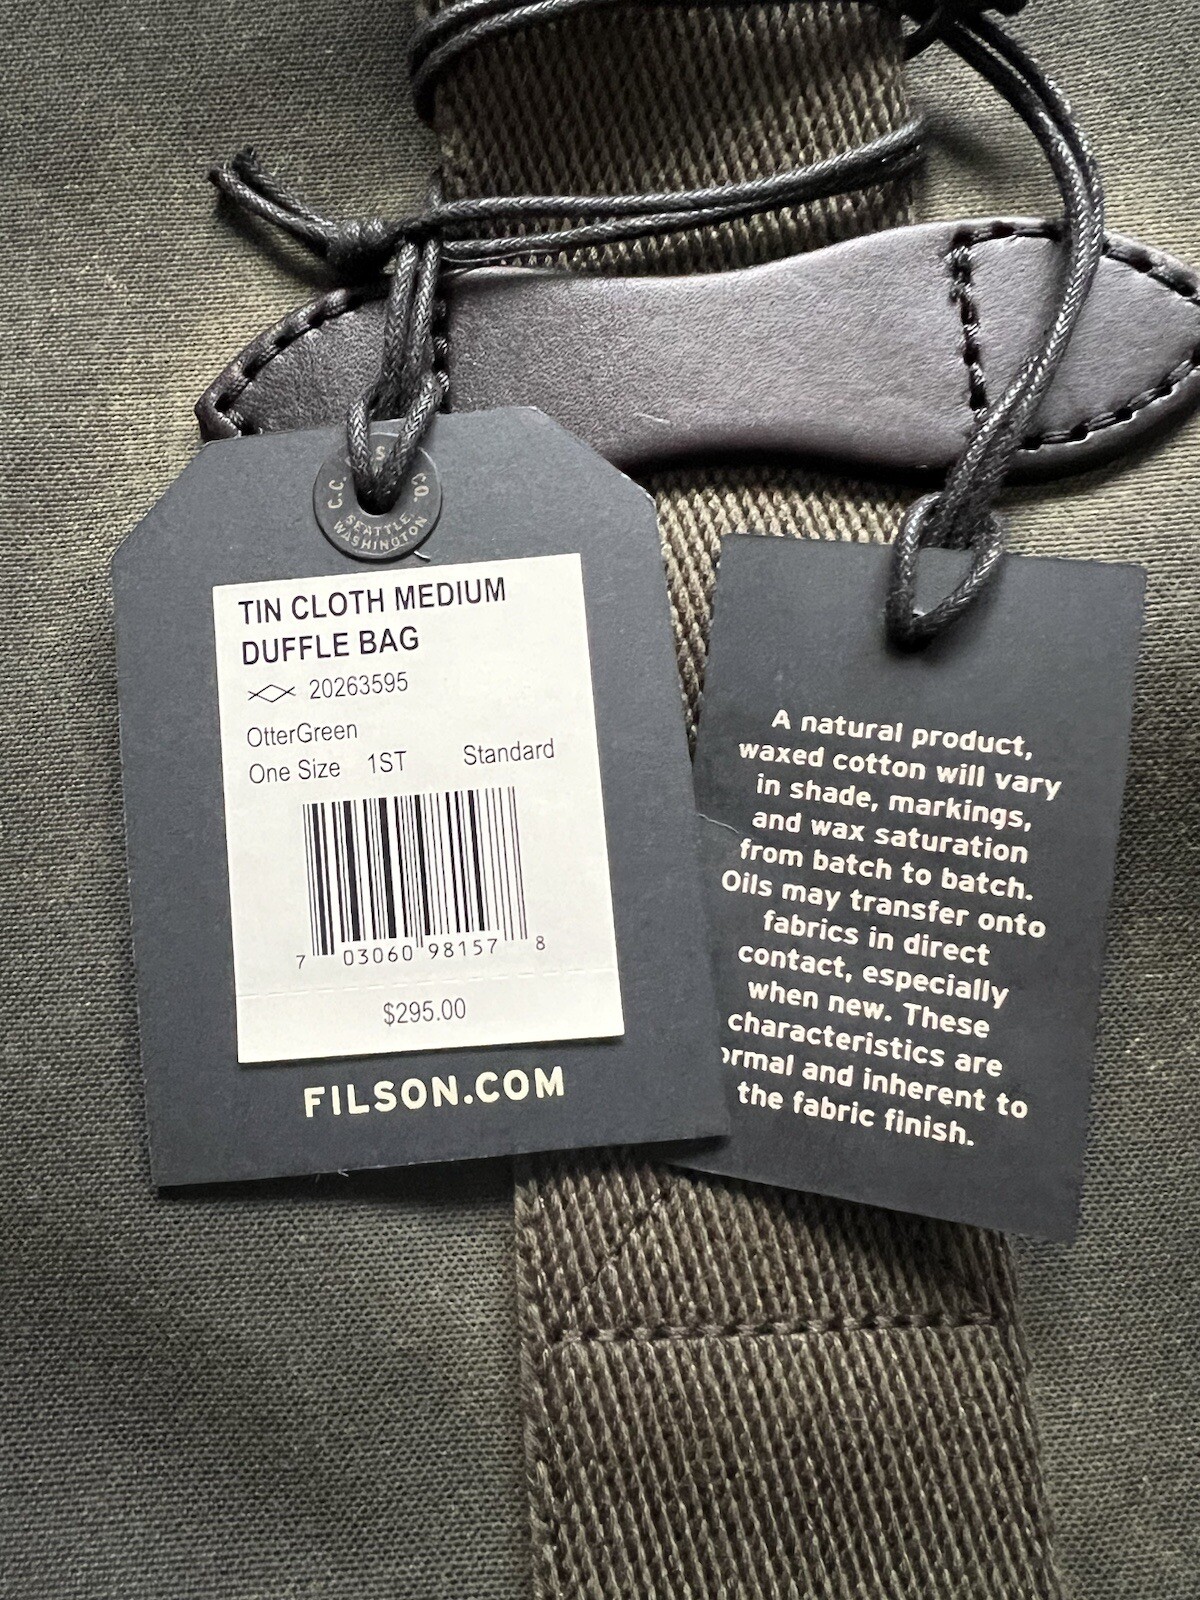 C.C. S CO.
SEATTLE,
WASHINGTON
TIN CLOTH MEDIUM
DUFFLE BAG
20263595
OtterGreen
One Size 1ST Standard
7 03060 98157 8
$295.00
FILSON.COM
A natural product,
waxed cotton will vary
in shade, markings,
and wax saturation
from batch to batch.
Oils may transfer onto
fabrics in direct
contact, especially
when new. These
characteristics are
ormal and inherent to
the fabric finish.